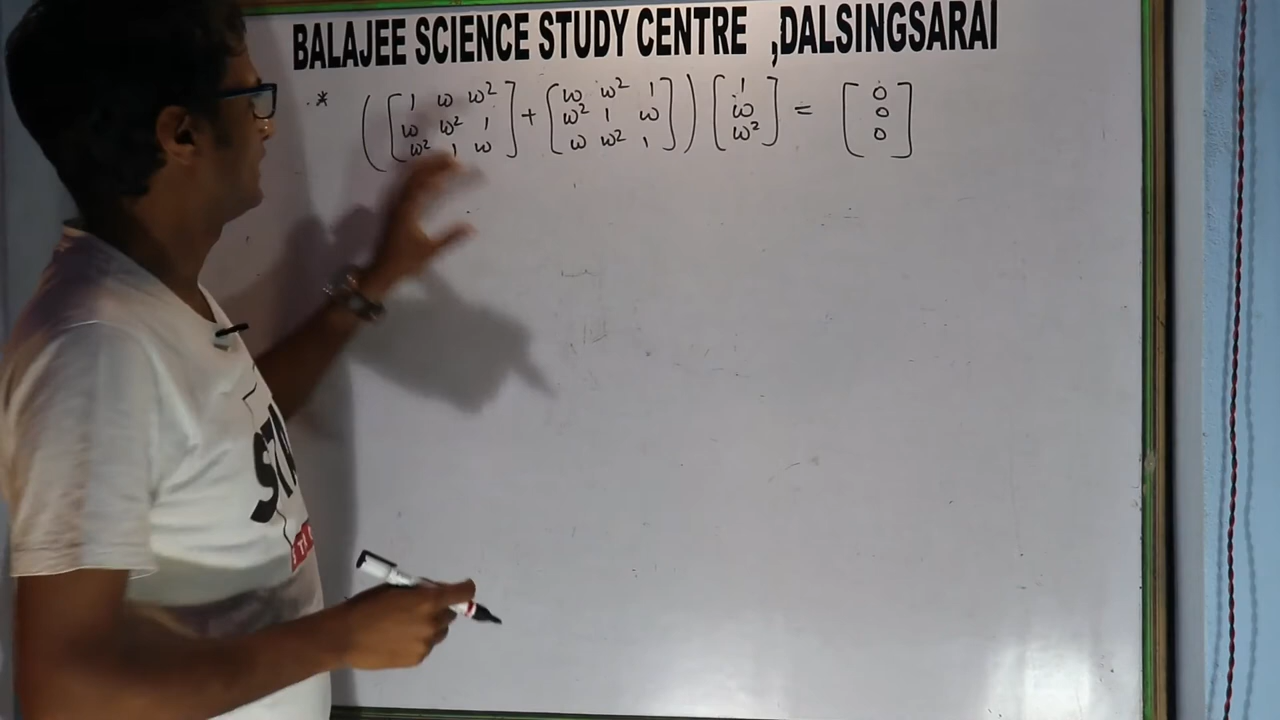 BALAJEE SCIENCE STUDY CENTRE ,DALSINGSARAI
* ( [ 1 ω ω² ] + [ ω ω² 1 ] ) [ 1 ] = [ 0 ]
ω ω² 1 ω² 1 ω ω 0
ω² 1 ω ω ω² 1 ω² 0